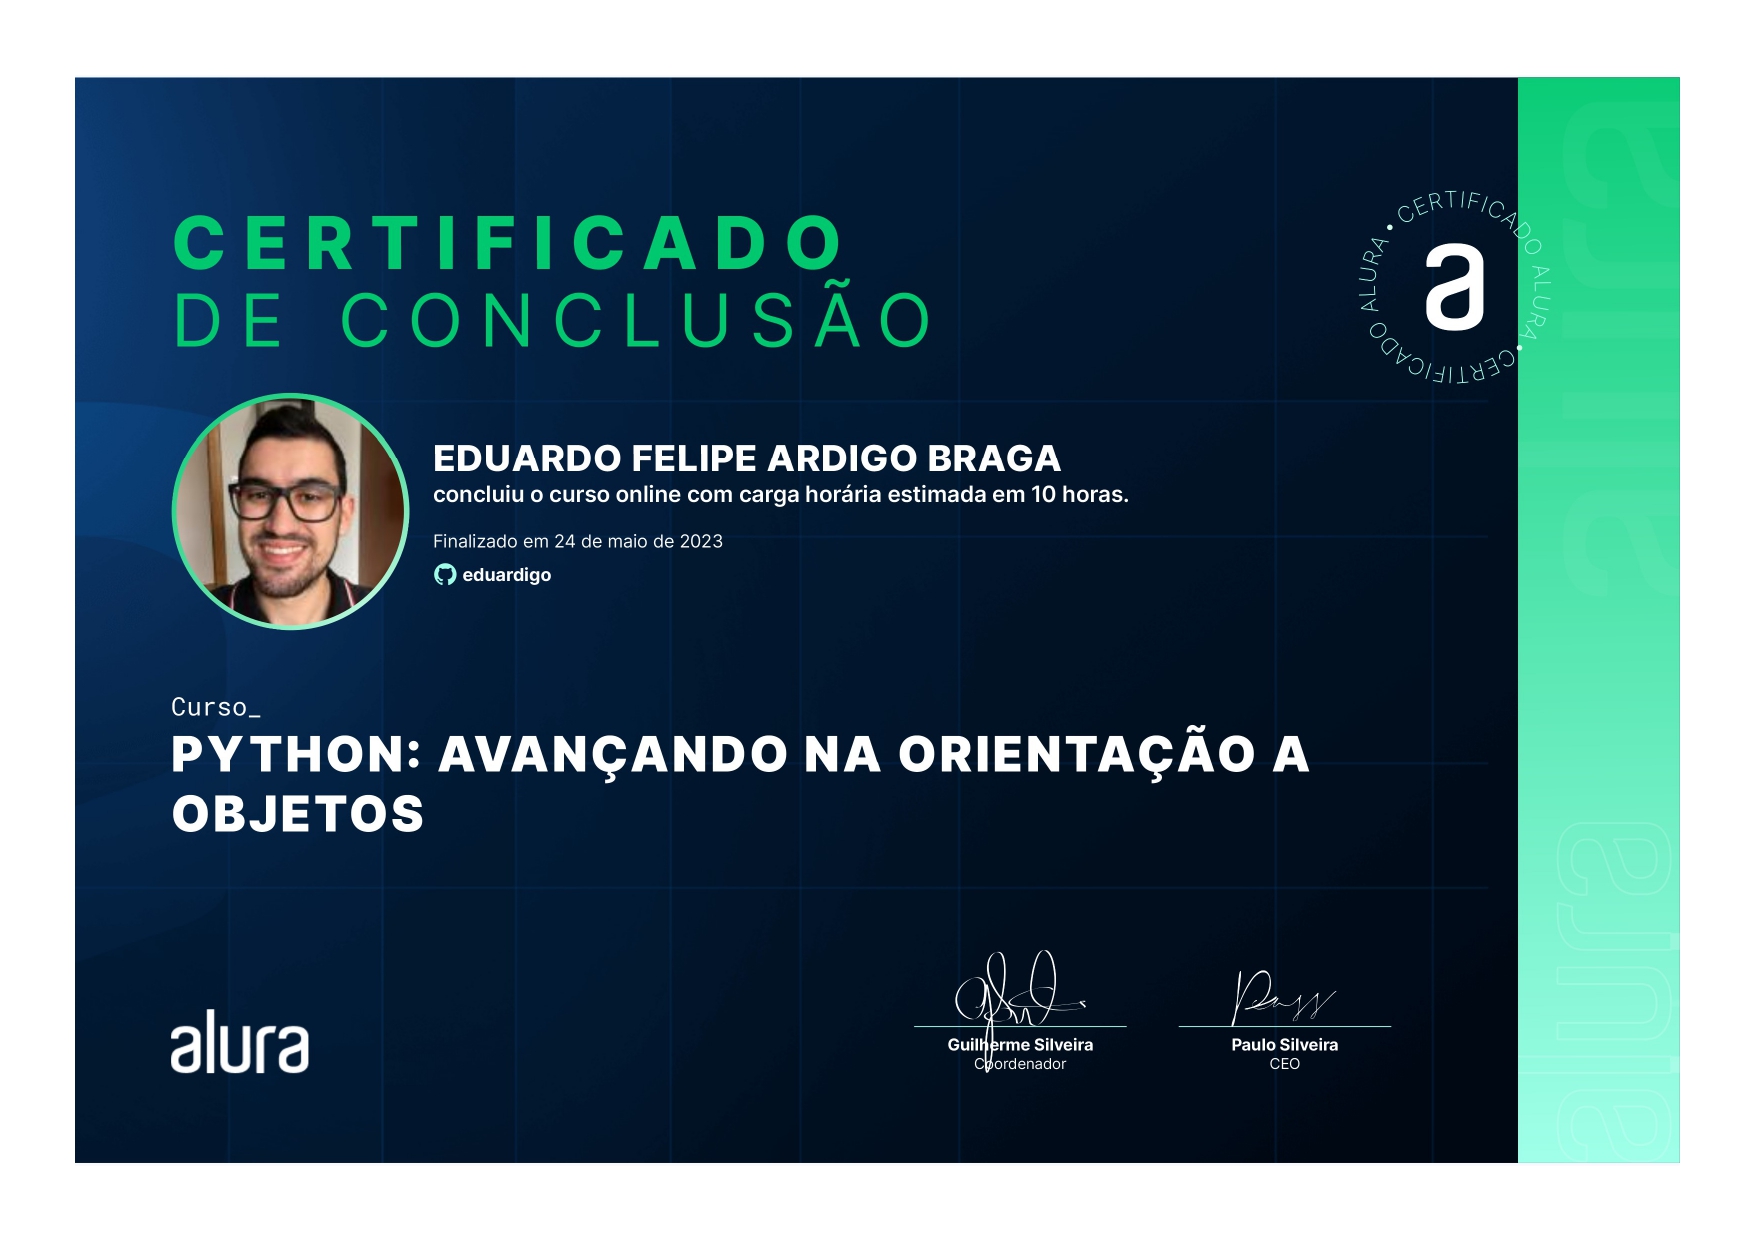 CERTIFICADO
DE CONCLUSÃO
CERTIFICADO ALURA • CERTIFICADO ALURA •
a
EDUARDO FELIPE ARDIGO BRAGA
concluiu o curso online com carga horária estimada em 10 horas.
Finalizado em 24 de maio de 2023
eduardigo
Curso_
PYTHON: AVANÇANDO NA ORIENTAÇÃO A
OBJETOS
alura
Guilherme Silveira
Coordenador
Paulo Silveira
CEO
alura
alura